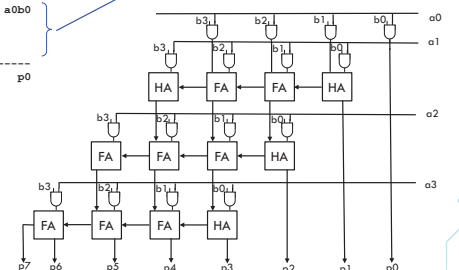 a0b0
p0
b3 b2 b1 b0 a0
b3 b2 b1 b0 a1
HA FA FA HA
b3 b2 b1 b0 a2
FA FA FA HA
b3 b2 b1 b0 a3
FA FA FA HA
p7 p6 p5 p4 p3 p2 p1 p0